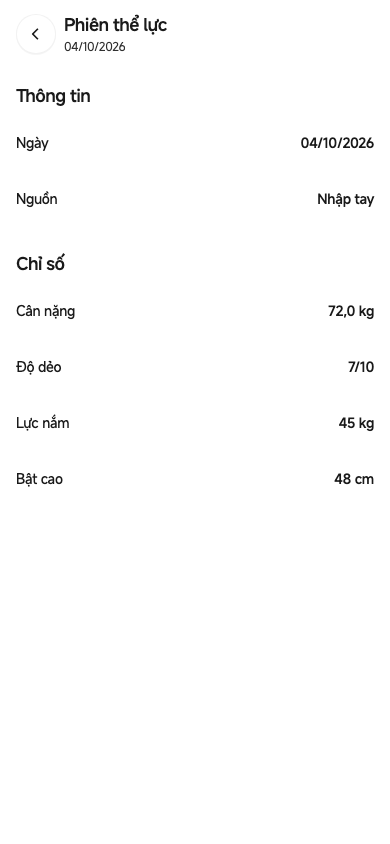 Phiên thể lực
04/10/2026
Thông tin
Ngày 04/10/2026
Nguồn Nhập tay
Chỉ số
Cân nặng 72,0 kg
Độ dẻo 7/10
Lực nắm 45 kg
Bật cao 48 cm